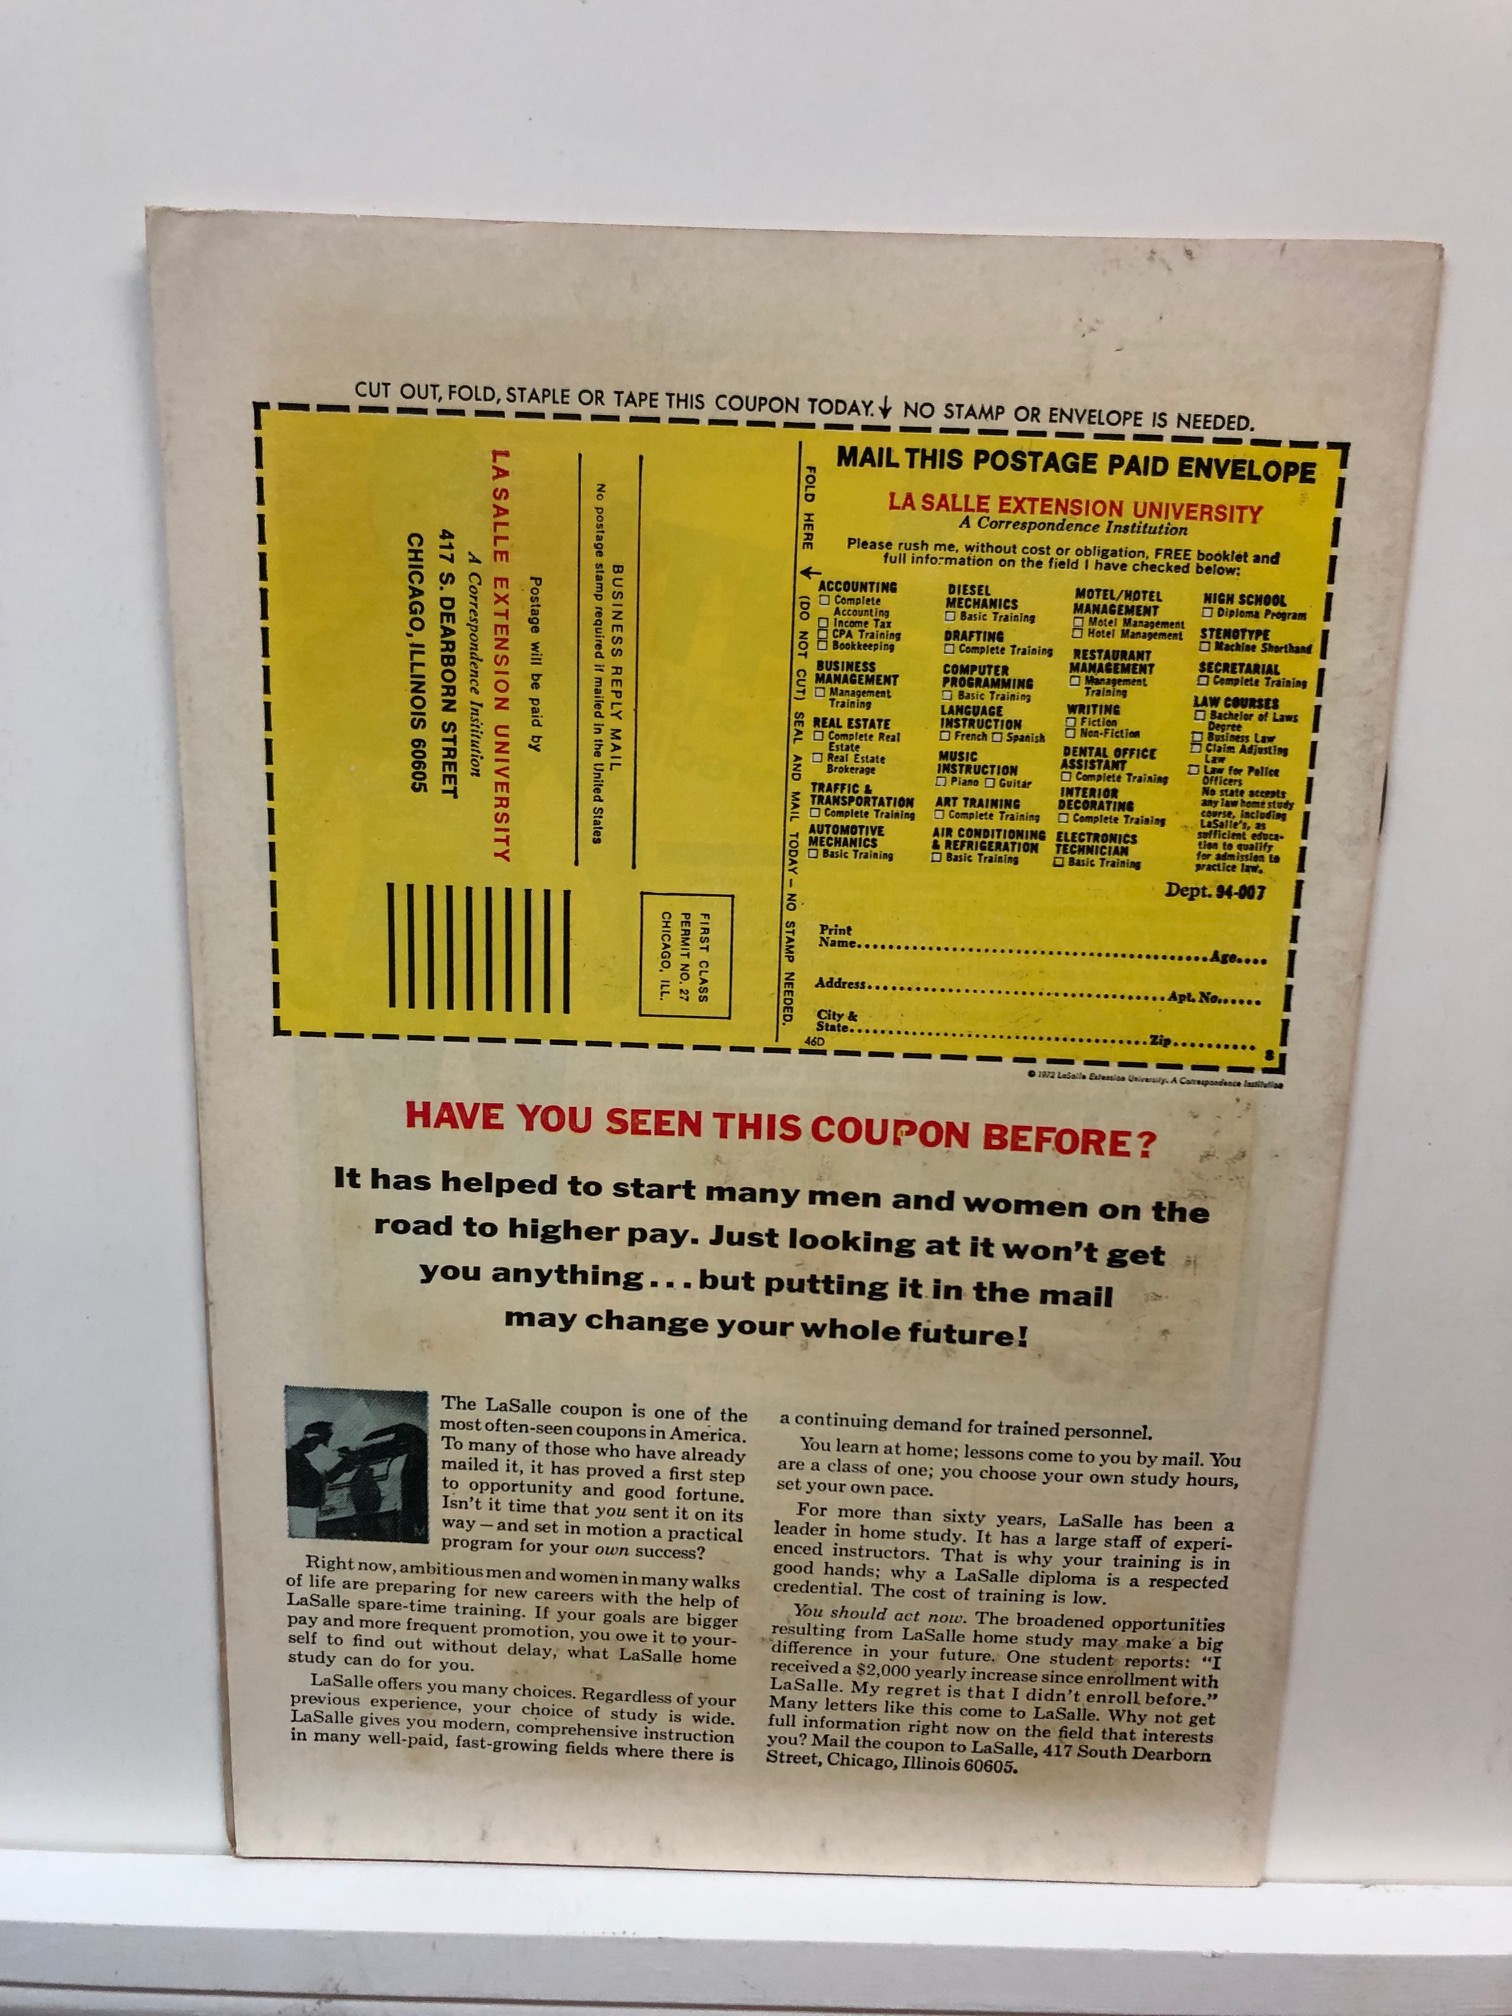 CUT OUT, FOLD, STAPLE OR TAPE THIS COUPON TODAY. ↓ NO STAMP OR ENVELOPE IS NEEDED.
FIRST CLASS
PERMIT NO. 27
CHICAGO, ILL.
BUSINESS REPLY MAIL
No postage stamp required if mailed in the United States
Postage will be paid by
LA SALLE EXTENSION UNIVERSITY
A Correspondence Institution
417 S. DEARBORN STREET
CHICAGO, ILLINOIS 60605
FOLD HERE ↓ (DO NOT CUT) SEAL AND MAIL TODAY — NO STAMP NEEDED.
MAIL THIS POSTAGE PAID ENVELOPE
LA SALLE EXTENSION UNIVERSITY
A Correspondence Institution
Please rush me, without cost or obligation, FREE booklet and
full information on the field I have checked below:
ACCOUNTING
☐ Complete
Accounting
☐ Income Tax
☐ CPA Training
☐ Bookkeeping
BUSINESS
MANAGEMENT
☐ Management
Training
REAL ESTATE
☐ Complete Real
Estate
☐ Real Estate
Brokerage
TRAFFIC &
TRANSPORTATION
☐ Complete Training
AUTOMOTIVE
MECHANICS
☐ Basic Training
DIESEL
MECHANICS
☐ Basic Training
DRAFTING
☐ Complete Training
COMPUTER
PROGRAMMING
☐ Basic Training
LANGUAGE
INSTRUCTION
☐ French ☐ Spanish
MUSIC
INSTRUCTION
☐ Piano ☐ Guitar
ART TRAINING
☐ Complete Training
AIR CONDITIONING
& REFRIGERATION
☐ Basic Training
MOTEL/HOTEL
MANAGEMENT
☐ Motel Management
☐ Hotel Management
RESTAURANT
MANAGEMENT
☐ Management
Training
WRITING
☐ Fiction
☐ Non-Fiction
DENTAL OFFICE
ASSISTANT
☐ Complete Training
INTERIOR
DECORATING
☐ Complete Training
ELECTRONICS
TECHNICIAN
☐ Basic Training
HIGH SCHOOL
☐ Diploma Program
STENOTYPE
☐ Machine Shorthand
SECRETARIAL
☐ Complete Training
LAW COURSES
☐ Bachelor of Laws
Degree
☐ Business Law
☐ Claim Adjusting
Law
☐ Law for Police
Officers
No state accepts
any law home study
course, including
LaSalle's, as
sufficient educa-
tion to qualify
for admission to
practice law.
Dept. 94-007
Print
Name.......... Age....
Address.......... Apt. No......
City &
State.......... Zip..........
46D
8
© 1972 LaSalle Extension University. A Correspondence Institution
HAVE YOU SEEN THIS COUPON BEFORE?
It has helped to start many men and women on the
road to higher pay. Just looking at it won't get
you anything...but putting it in the mail
may change your whole future!
The LaSalle coupon is one of the
most often-seen coupons in America.
To many of those who have already
mailed it, it has proved a first step
to opportunity and good fortune.
Isn't it time that you sent it on its
way — and set in motion a practical
program for your own success?
Right now, ambitious men and women in many walks
of life are preparing for new careers with the help of
LaSalle spare-time training. If your goals are bigger
pay and more frequent promotion, you owe it to your-
self to find out without delay, what LaSalle home
study can do for you.
LaSalle offers you many choices. Regardless of your
previous experience, your choice of study is wide.
LaSalle gives you modern, comprehensive instruction
in many well-paid, fast-growing fields where there is
a continuing demand for trained personnel.
You learn at home; lessons come to you by mail. You
are a class of one; you choose your own study hours,
set your own pace.
For more than sixty years, LaSalle has been a
leader in home study. It has a large staff of experi-
enced instructors. That is why your training is in
good hands; why a LaSalle diploma is a respected
credential. The cost of training is low.
You should act now. The broadened opportunities
resulting from LaSalle home study may make a big
difference in your future. One student reports: "I
received a $2,000 yearly increase since enrollment with
LaSalle. My regret is that I didn't enroll before."
Many letters like this come to LaSalle. Why not get
full information right now on the field that interests
you? Mail the coupon to LaSalle, 417 South Dearborn
Street, Chicago, Illinois 60605.